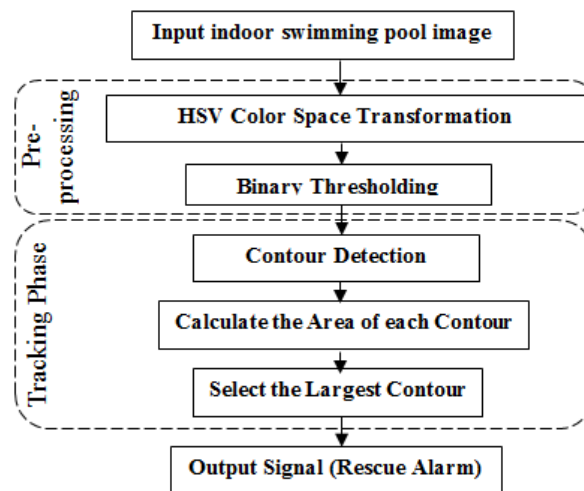 Input indoor swimming pool image
Pre-
processing
HSV Color Space Transformation
Binary Thresholding
Tracking Phase
Contour Detection
Calculate the Area of each Contour
Select the Largest Contour
Output Signal (Rescue Alarm)